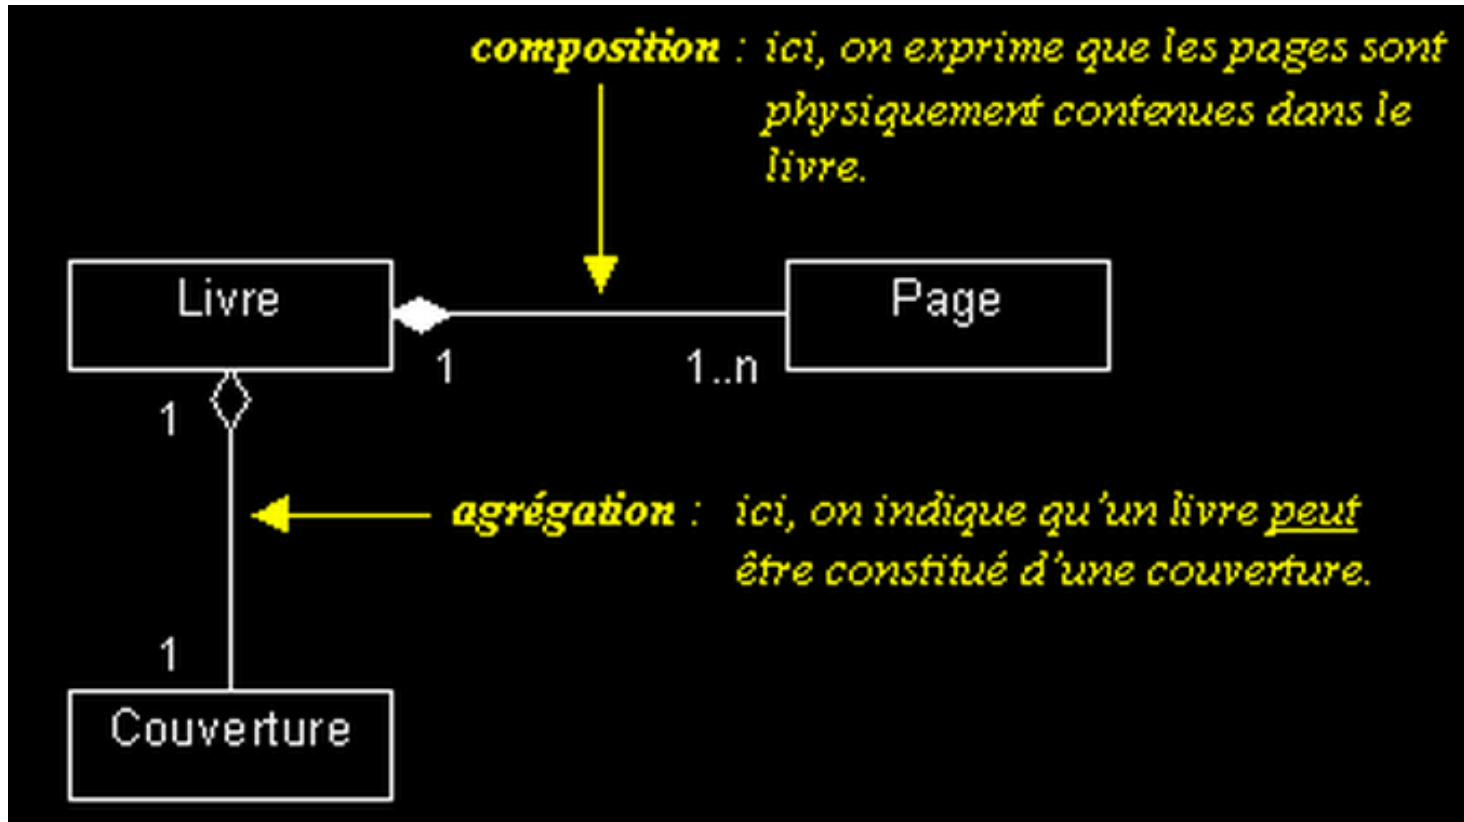 composition : ici, on exprime que les pages sont
physiquement contenues dans le
livre.
Livre
Page
1
1..n
1
agrégation : ici, on indique qu'un livre peut
être constitué d'une couverture.
1
Couverture